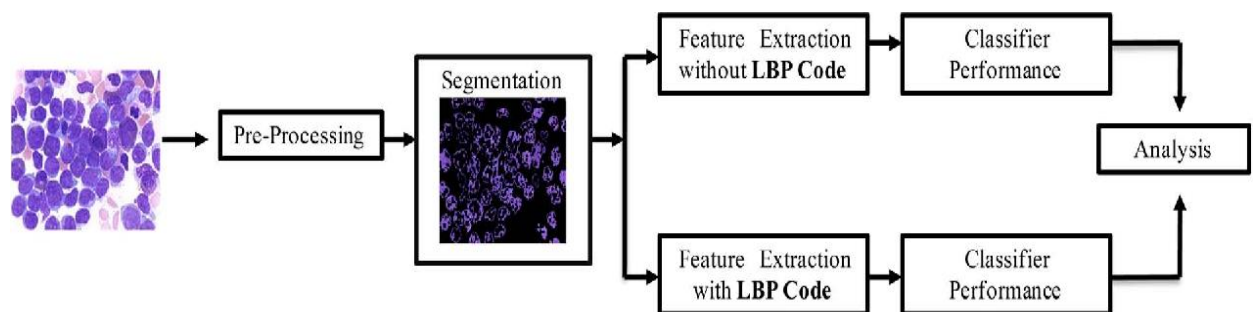 Pre-Processing
Segmentation
Feature Extraction
without LBP Code
Classifier
Performance
Feature Extraction
with LBP Code
Classifier
Performance
Analysis